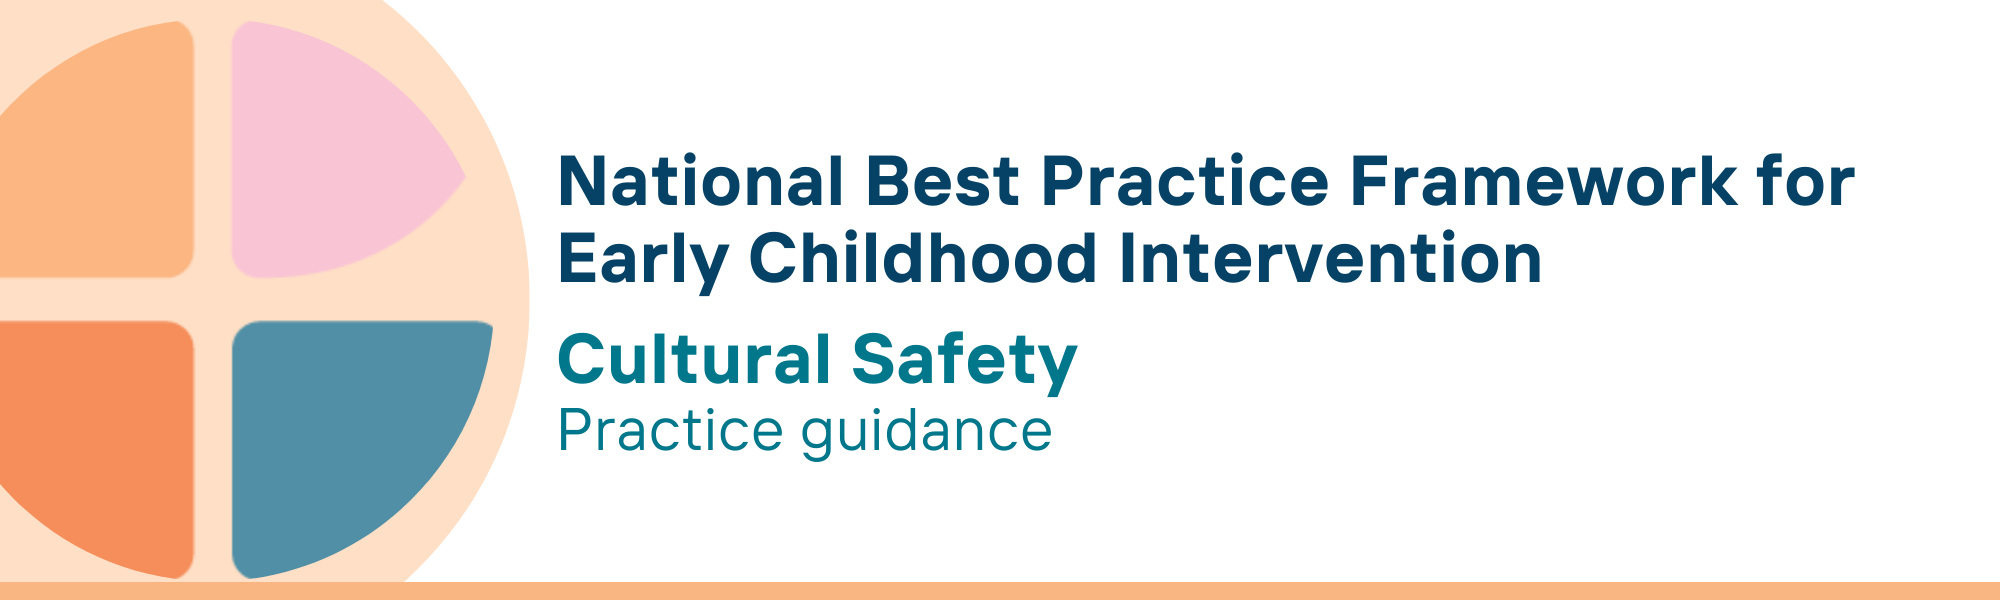 National Best Practice Framework for
Early Childhood Intervention
Cultural Safety
Practice guidance